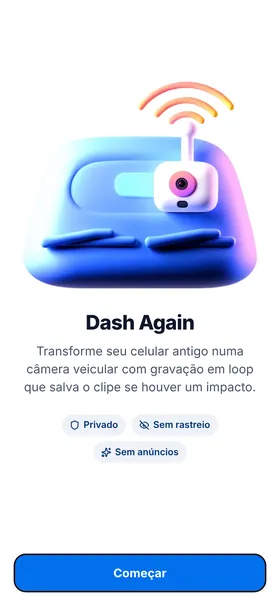 Dash Again
Transforme seu celular antigo numa
câmera veicular com gravação em loop
que salva o clipe se houver um impacto.
Privado
Sem rastreio
Sem anúncios
Começar